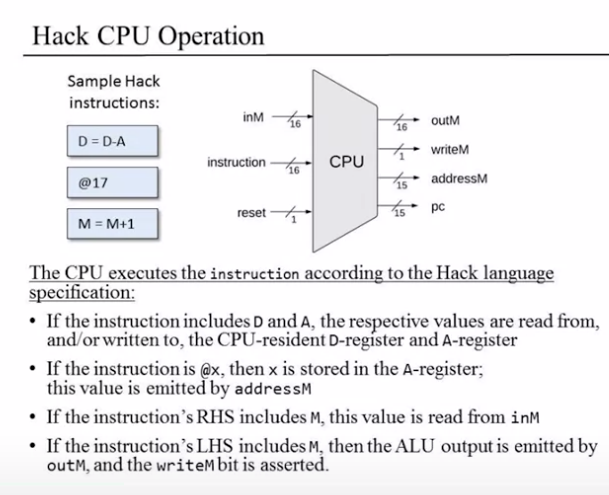 Hack CPU Operation
Sample Hack
instructions:
D = D-A
@17
M = M+1
inM
16
instruction
16
reset
1
CPU
16
outM
1
writeM
15
addressM
15
pc
The CPU executes the instruction according to the Hack language
specification:
• If the instruction includes D and A, the respective values are read from,
and/or written to, the CPU-resident D-register and A-register
• If the instruction is @x, then x is stored in the A-register;
this value is emitted by addressM
• If the instruction's RHS includes M, this value is read from inM
• If the instruction's LHS includes M, then the ALU output is emitted by
outM, and the writeM bit is asserted.